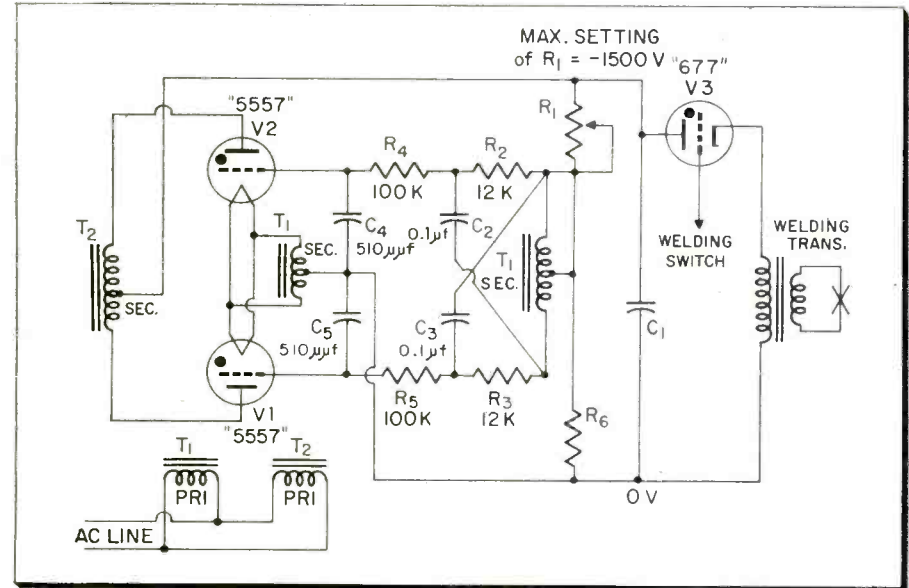 MAX. SETTING
of R1 = -1500 V
"677"
V3
"5557"
V2
R1
R4
100 K
R2
12 K
T2
SEC.
T1
SEC.
C4
510 μμf
0.1μf
C2
T1
SEC.
WELDING
SWITCH
WELDING
TRANS.
C1
C5
510μμf
C3
0.1μf
R5
100K
R3
12K
R6
V1
"5557"
T1
PRI
T2
PRI
AC LINE
0 V